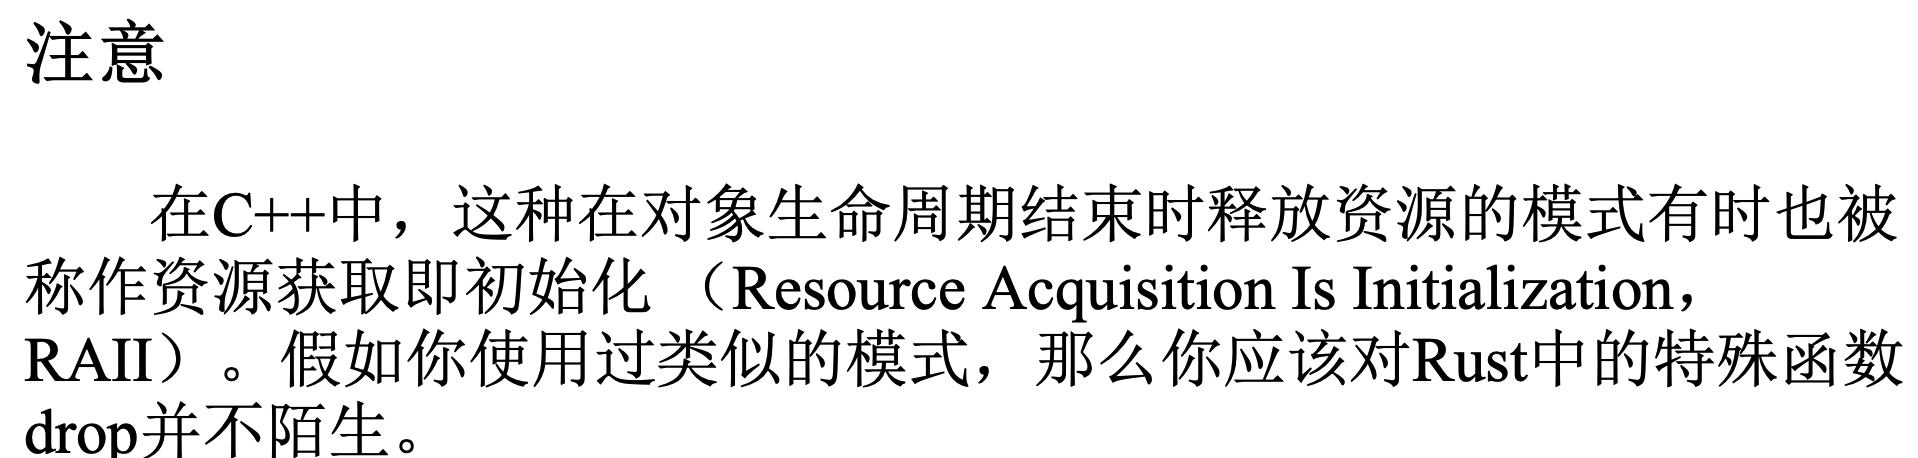 注意
在C++中，这种在对象生命周期结束时释放资源的模式有时也被
称作资源获取即初始化 （Resource Acquisition Is Initialization，
RAII）。假如你使用过类似的模式，那么你应该对Rust中的特殊函数
drop并不陌生。